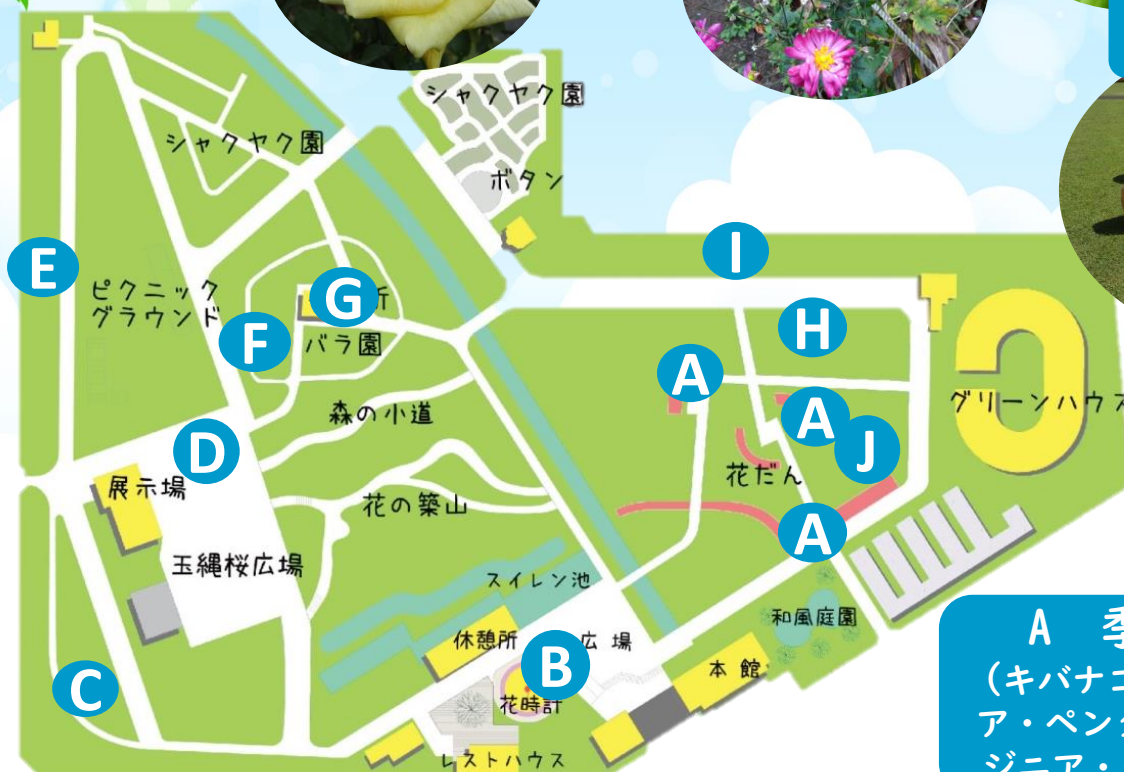 シャクヤク園
シャクヤク園
ボタン
E
I
ピクニック
グラウンド
G
所
F
バラ園
H
A
グリーンハウス
森の小道
A
D
J
展示場
花だん
花の築山
A
玉縄桜広場
スイレン池
和風庭園
休憩所
広場
B
本館
C
花時計
レストハウス
A 季
(キバナコ
ア・ペン
ジニア・